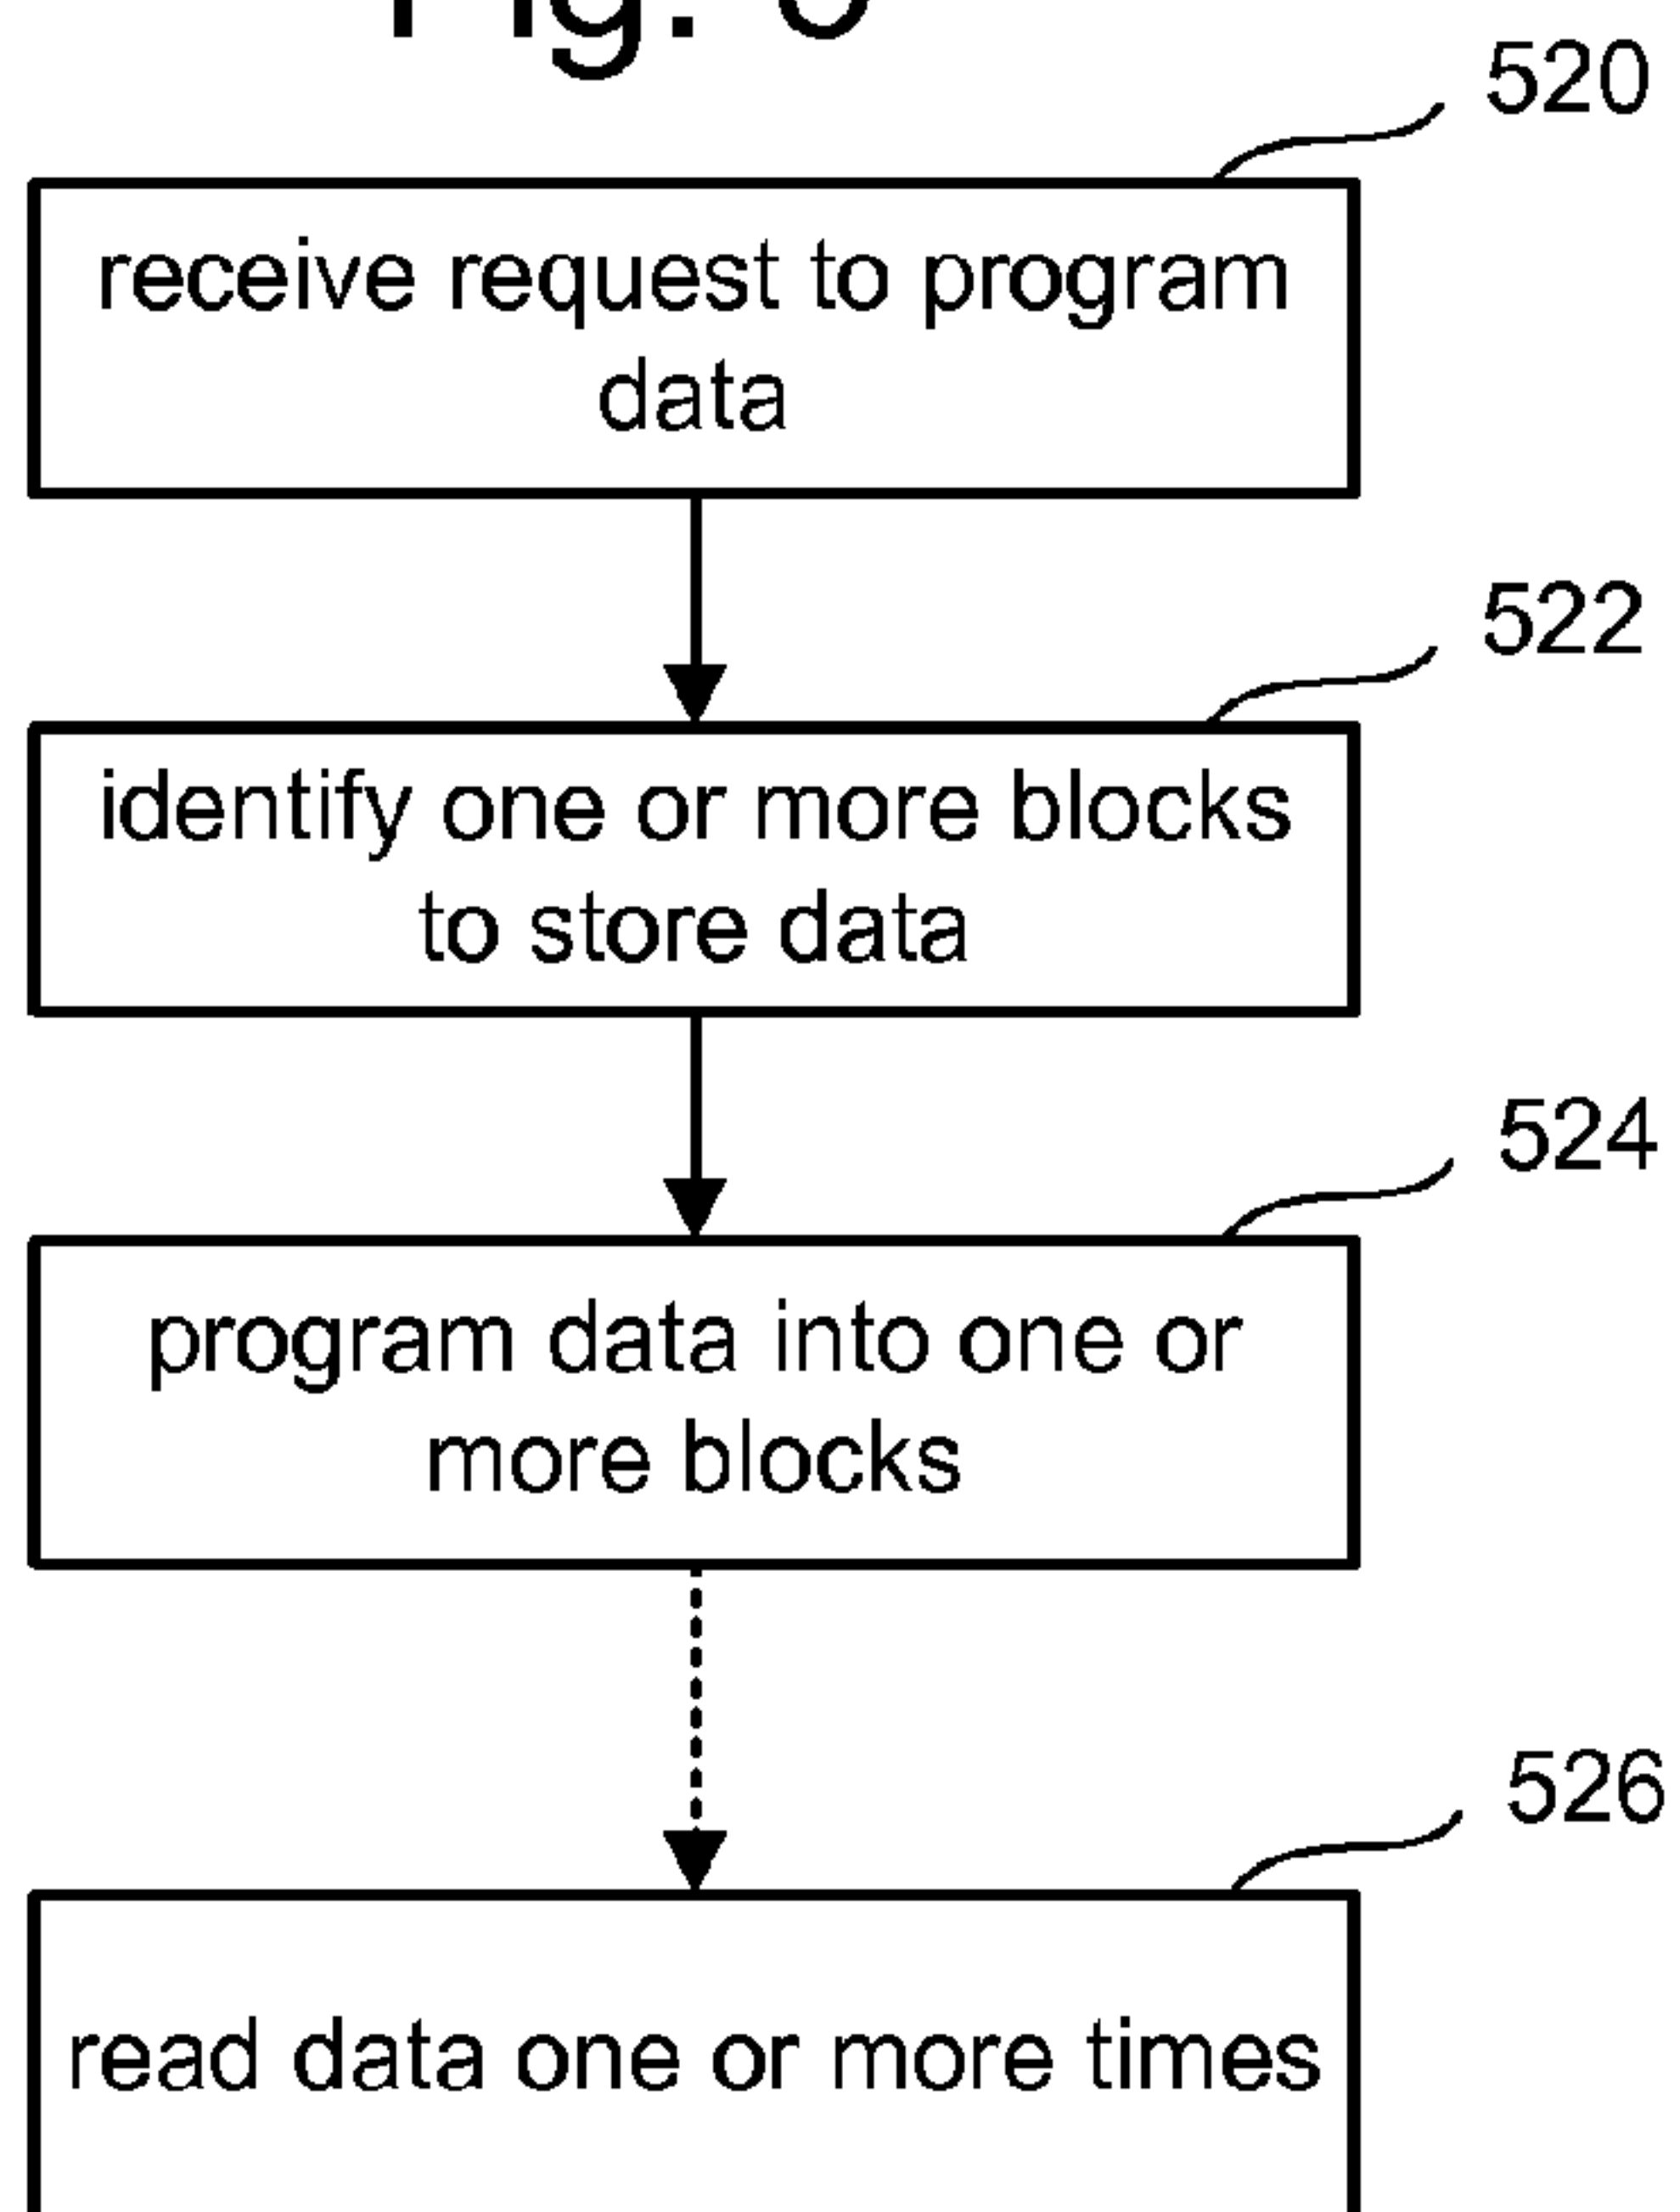 520
receive request to program
data
522
identify one or more blocks
to store data
524
program data into one or
more blocks
526
read data one or more times